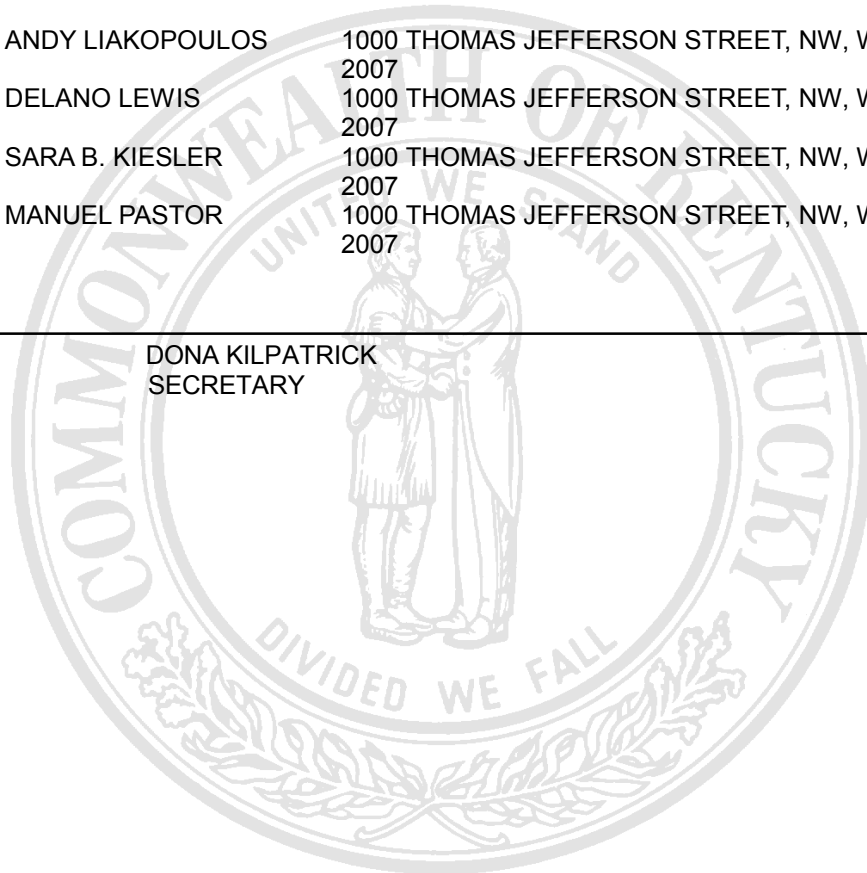 ANDY LIAKOPOULOS 1000 THOMAS JEFFERSON STREET, NW, W
2007
DELANO LEWIS 1000 THOMAS JEFFERSON STREET, NW, W
2007
SARA B. KIESLER 1000 THOMAS JEFFERSON STREET, NW, W
2007
MANUEL PASTOR 1000 THOMAS JEFFERSON STREET, NW, W
2007
DONA KILPATRICK
SECRETARY
COMMONWEALTH OF KENTUCKY
UNITED WE STAND
DIVIDED WE FALL